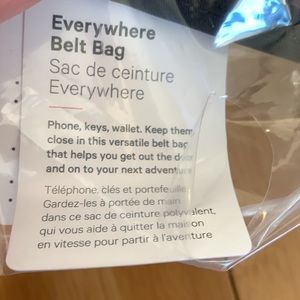 Everywhere
Belt Bag
Sac de ceinture
Everywhere
Phone, keys, wallet. Keep them
close in this versatile belt bag
that helps you get out the door
and on to your next adventure
Téléphone, clés et portefeuille
Gardez-les à portée de main
dans ce sac de ceinture polyvalent,
qui vous aide à quitter la maison
en vitesse pour partir à l'aventure